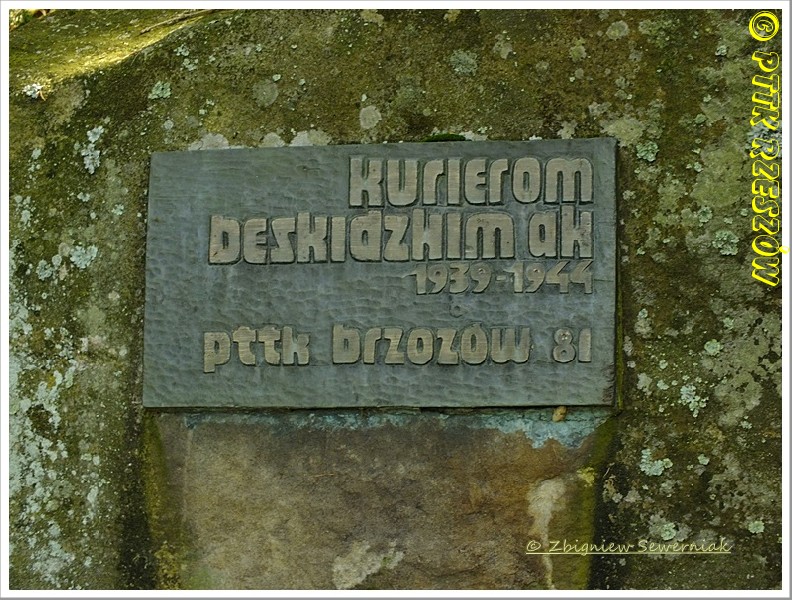 KURIEROM
BESKIDZKIM AK
1939-1944
PTTK BRZOZÓW 81
© PTTK RZESZÓW
© Zbigniew Sewerniak